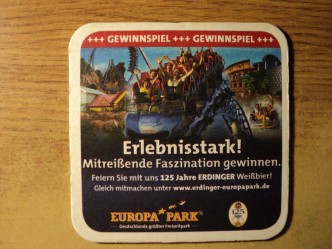 +++ GEWINNSPIEL +++ GEWINNSPIEL +++
Erlebnisstark!
Mitreißende Faszination gewinnen.
Feiern Sie mit uns 125 Jahre ERDINGER Weißbier!
Gleich mitmachen unter www.erdinger-europapark.de
EUROPA PARK®
Deutschlands größter Freizeitpark
125